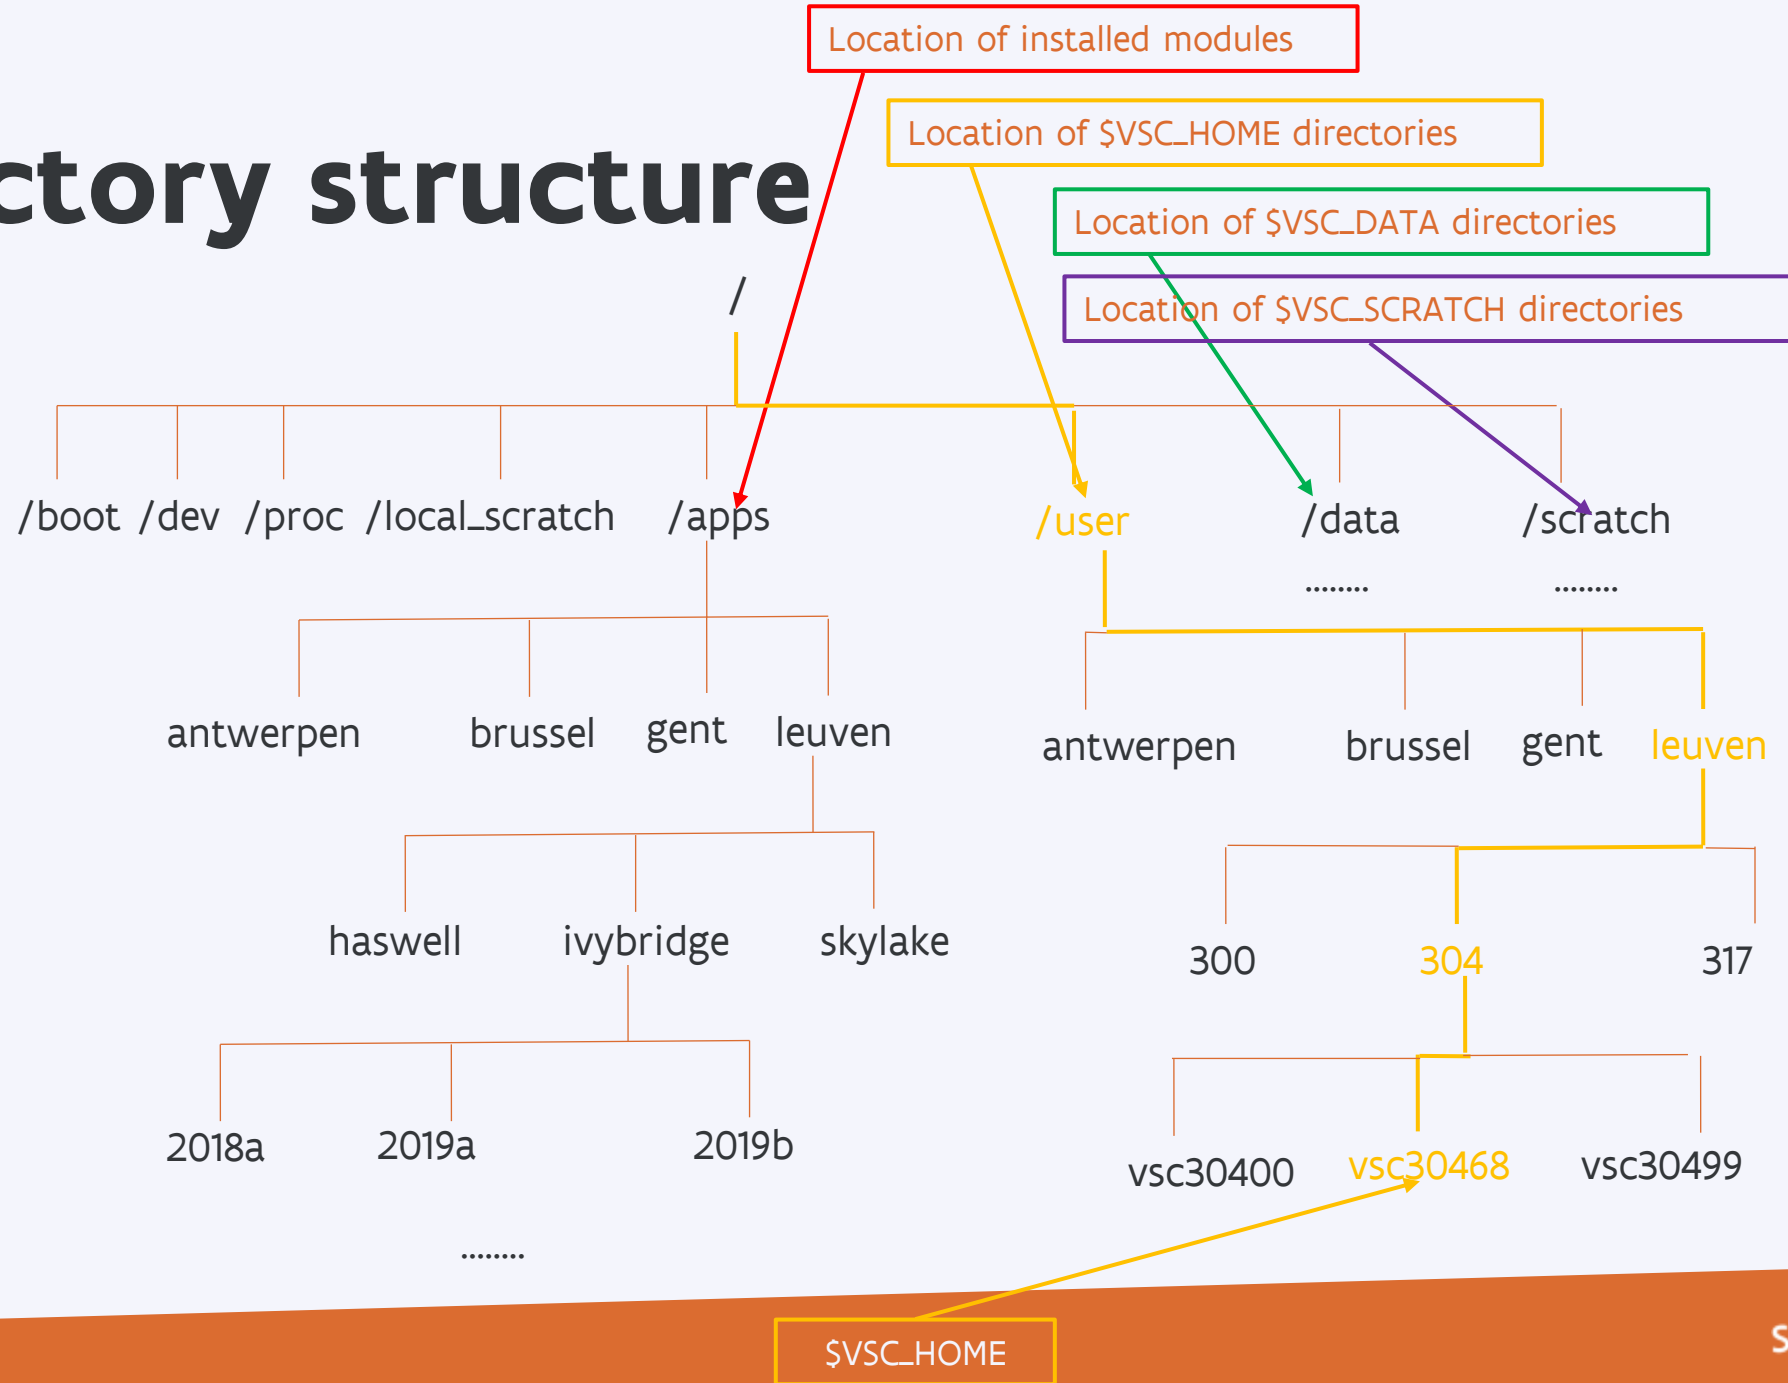 Location of installed modules
Location of $VSC_HOME directories
ctory structure
Location of $VSC_DATA directories
/
Location of $VSC_SCRATCH directories
/boot /dev /proc /local_scratch /apps /user /data /scratch
........ ........
antwerpen brussel gent leuven antwerpen brussel gent leuven
haswell ivybridge skylake 300 304 317
2018a 2019a 2019b vsc30400 vsc30468 vsc30499
........
$VSC_HOME
s